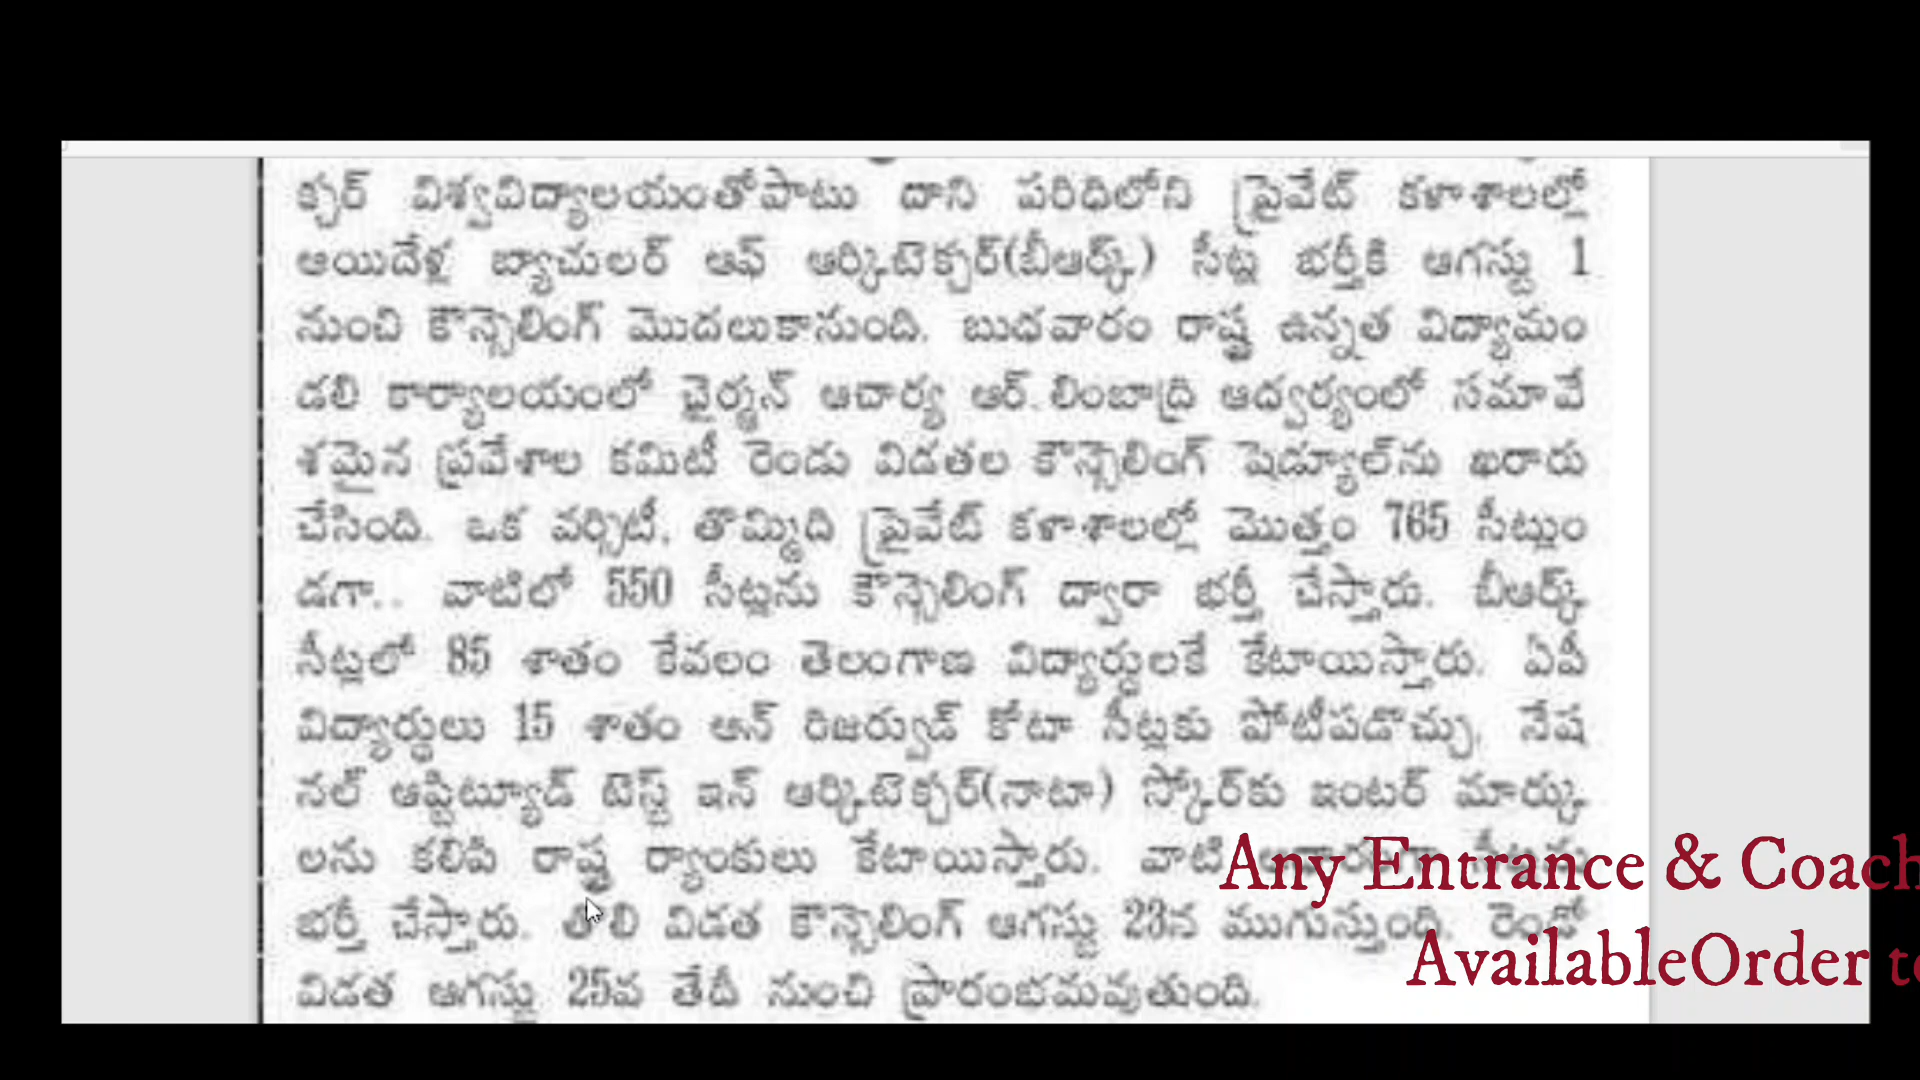 క్చర్ విశ్వవిద్యాలయంతోపాటు దాని పరిధిలోని ప్రైవేట్ కళాశాలల్లో
ఆయిదేళ్ల బ్యాచులర్ ఆఫ్ ఆర్కిటెక్చర్(బీఆర్క్) సీట్ల భర్తీకి ఆగస్టు 1
నుంచి కౌన్సెలింగ్ మొదలుకానుంది. బుధవారం రాష్ట్ర ఉన్నత విద్యామం
డలి కార్యాలయంలో ఛైర్మన్ ఆచార్య ఆర్.లింబాద్రి ఆధ్వర్యంలో సమావే
శమైన ప్రవేశాల కమిటీ రెండు విడతల కౌన్సెలింగ్ షెడ్యూల్‌ను ఖరారు
చేసింది. ఒక వర్సిటీ, తొమ్మిది ప్రైవేట్ కళాశాలల్లో మొత్తం 765 సీట్లుం
డగా.. వాటిలో 550 సీట్లను కౌన్సెలింగ్ ద్వారా భర్తీ చేస్తారు. బీఆర్క్
సీట్లలో 85 శాతం కేవలం తెలంగాణ విద్యార్థులకే కేటాయిస్తారు. ఏపీ
విద్యార్థులు 15 శాతం అన్ రిజర్వుడ్ కోటా సీట్లకు పోటీపడొచ్చు. నేష
నల్ ఆప్టిట్యూడ్ టెస్ట్ ఇన్ ఆర్కిటెక్చర్(నాటా) స్కోర్‌కు ఇంటర్ మార్కు
లను కలిపి రాష్ట్ర ర్యాంకులు కేటాయిస్తారు. వాటి
భర్తీ చేస్తారు. తొలి విడత కౌన్సెలింగ్ ఆగస్టు 23న ముగుస్తుంది. రెండో
విడత ఆగస్టు 25వ తేదీ నుంచి ప్రారంభమవుతుంది.
Any Entrance & Coach
AvailableOrder t